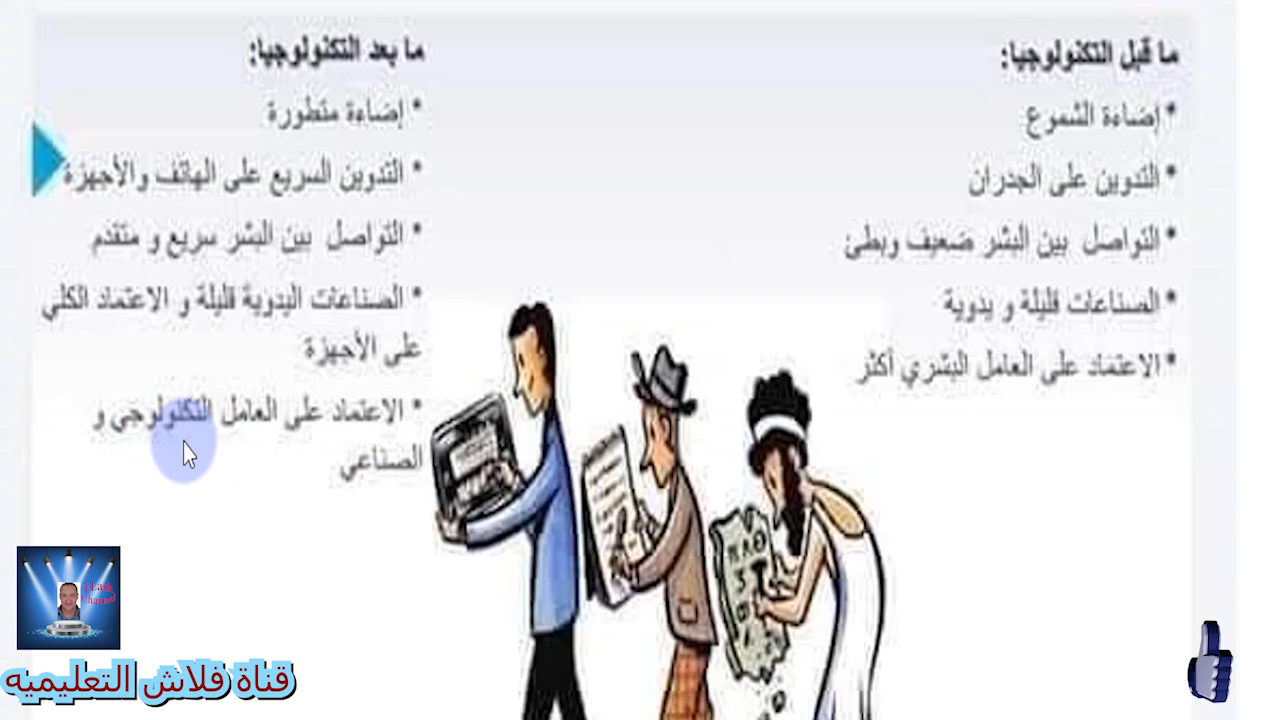 ما قبل التكنولوجيا:
* إضاءة الشموع
* التدوين على الجدران
* التواصل بين البشر ضعيف وبطئ
* الصناعات قليلة و يدوية
* الاعتماد على العامل البشري أكثر
ما بعد التكنولوجيا:
* إضاءة متطورة
* التدوين السريع على الهاتف والأجهزة
* التواصل بين البشر سريع و متقدم
* الصناعات اليدوية قليلة و الاعتماد الكلي
على الأجهزة
* الاعتماد على العامل التكنولوجي و
الصناعي
قناة فلاش التعليميه